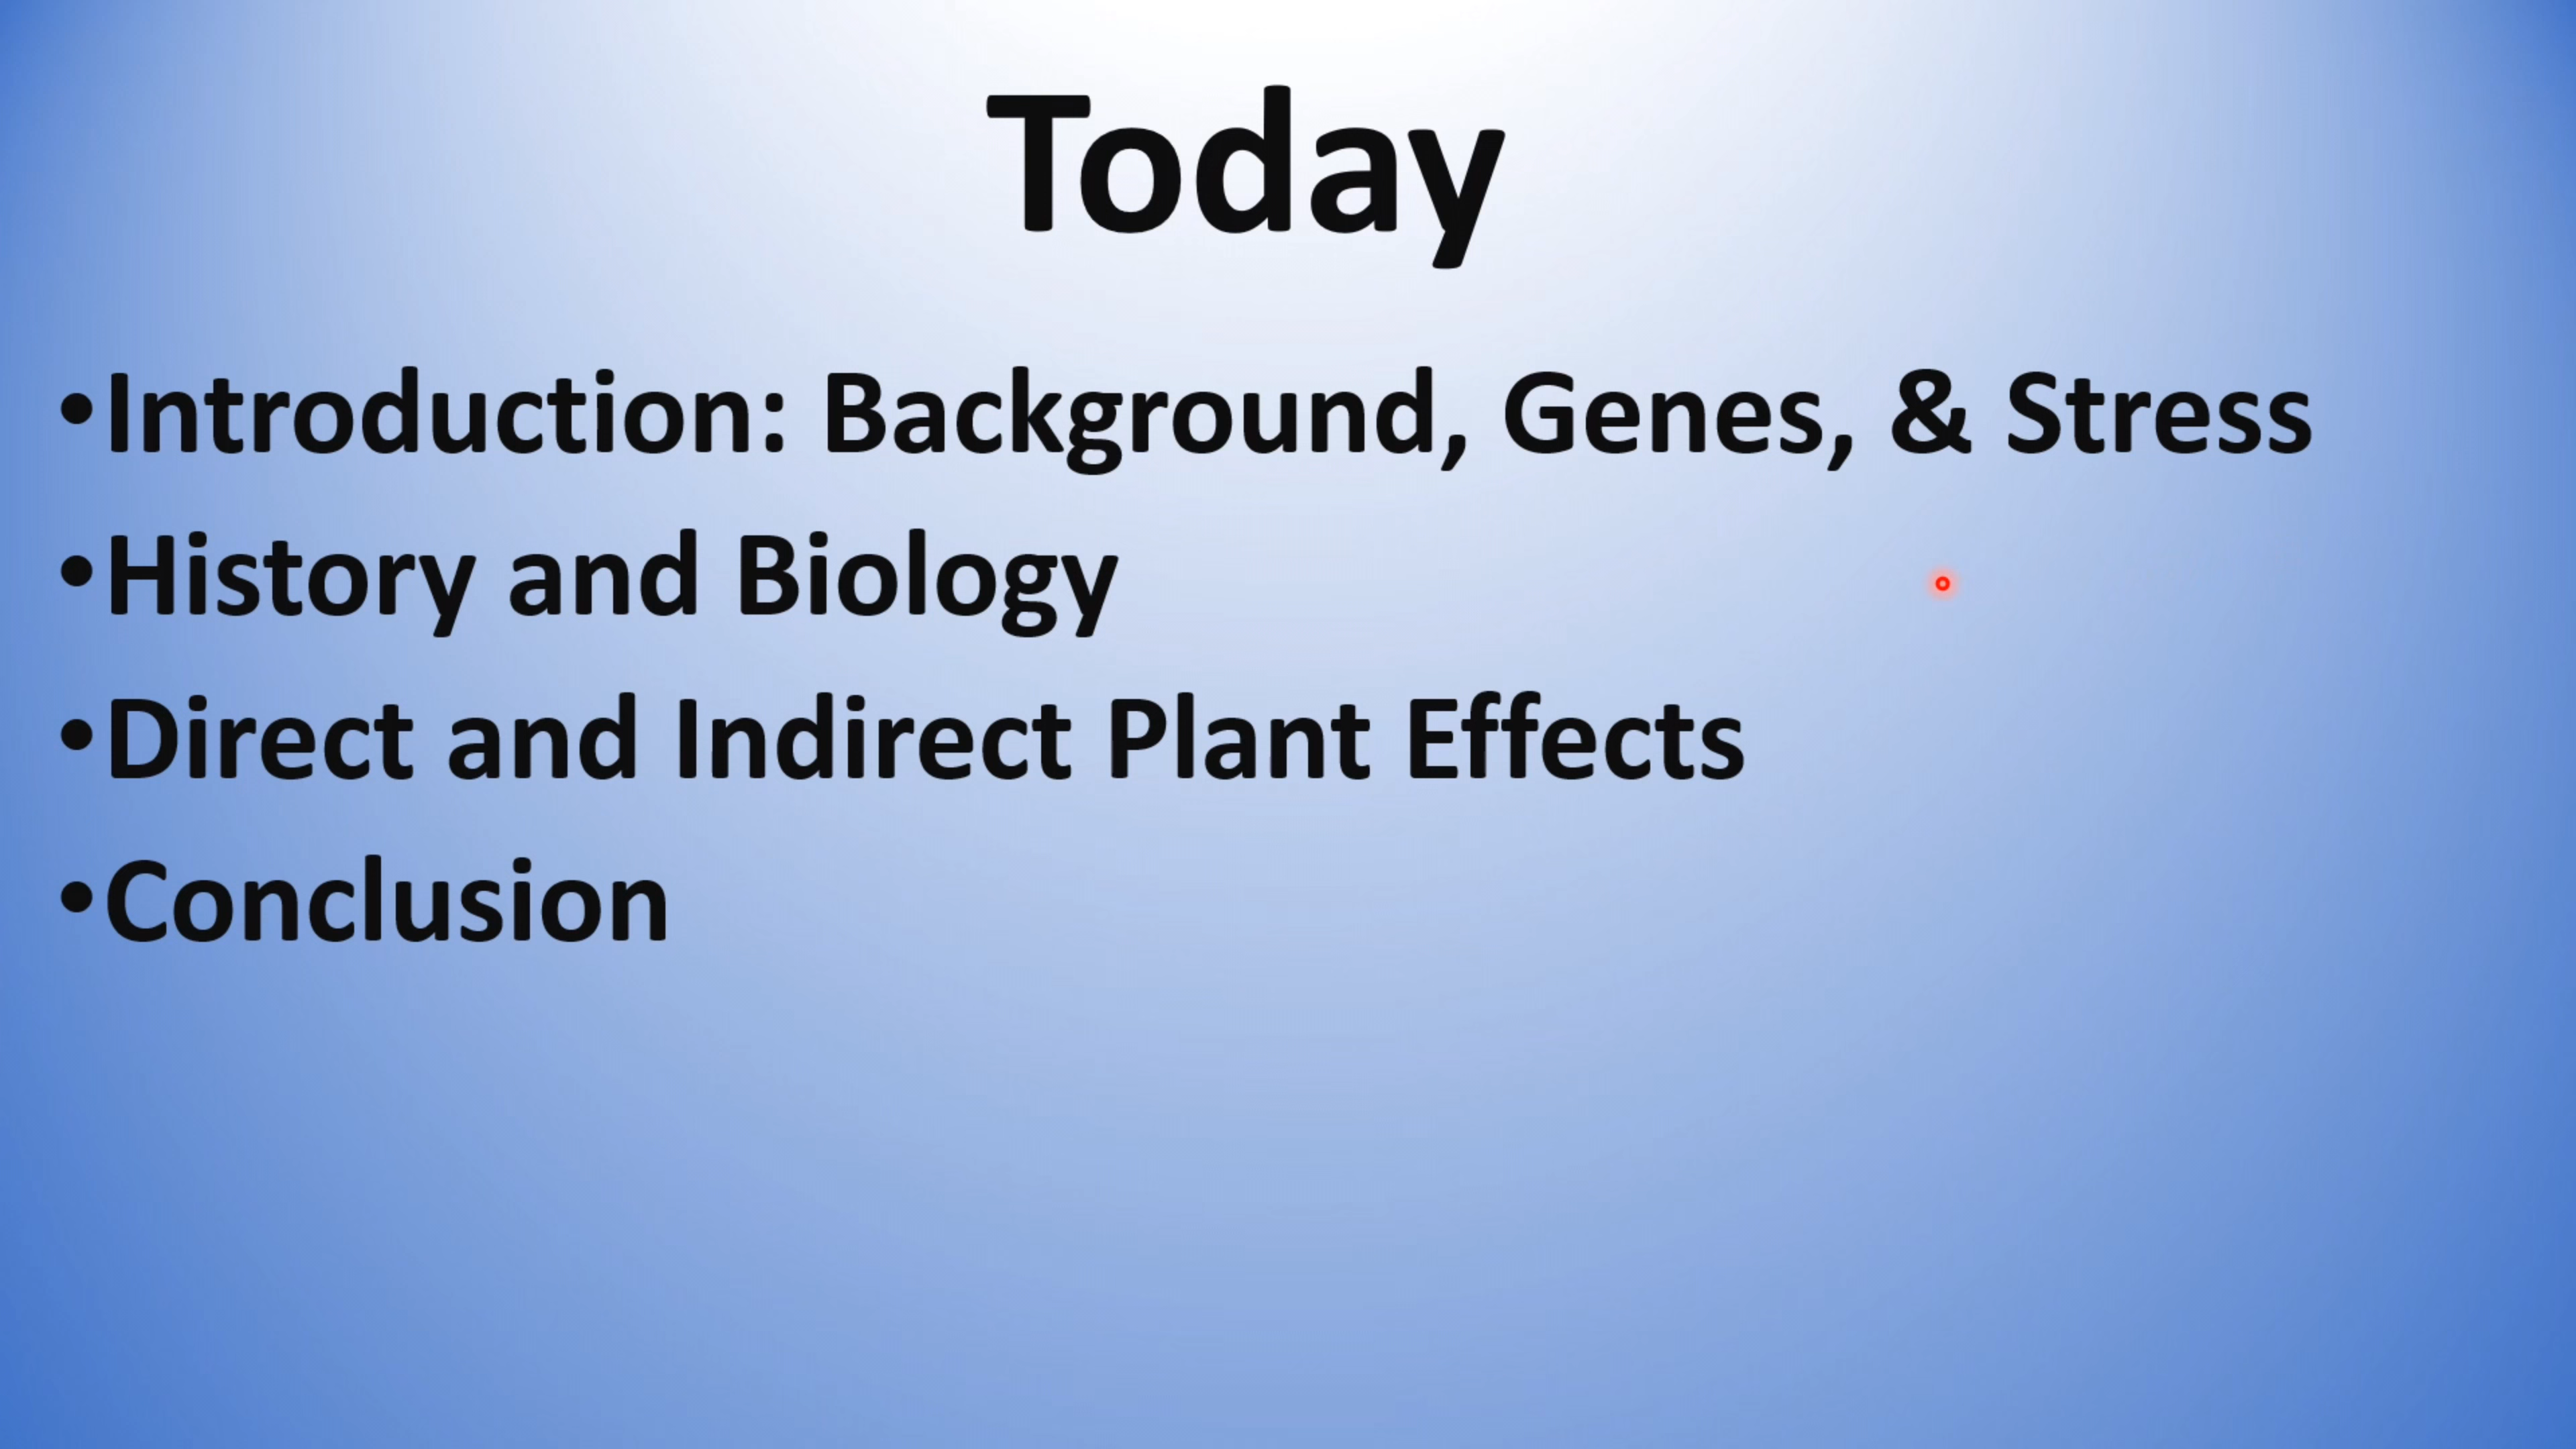 Today
•Introduction: Background, Genes, & Stress
•History and Biology
•Direct and Indirect Plant Effects
•Conclusion